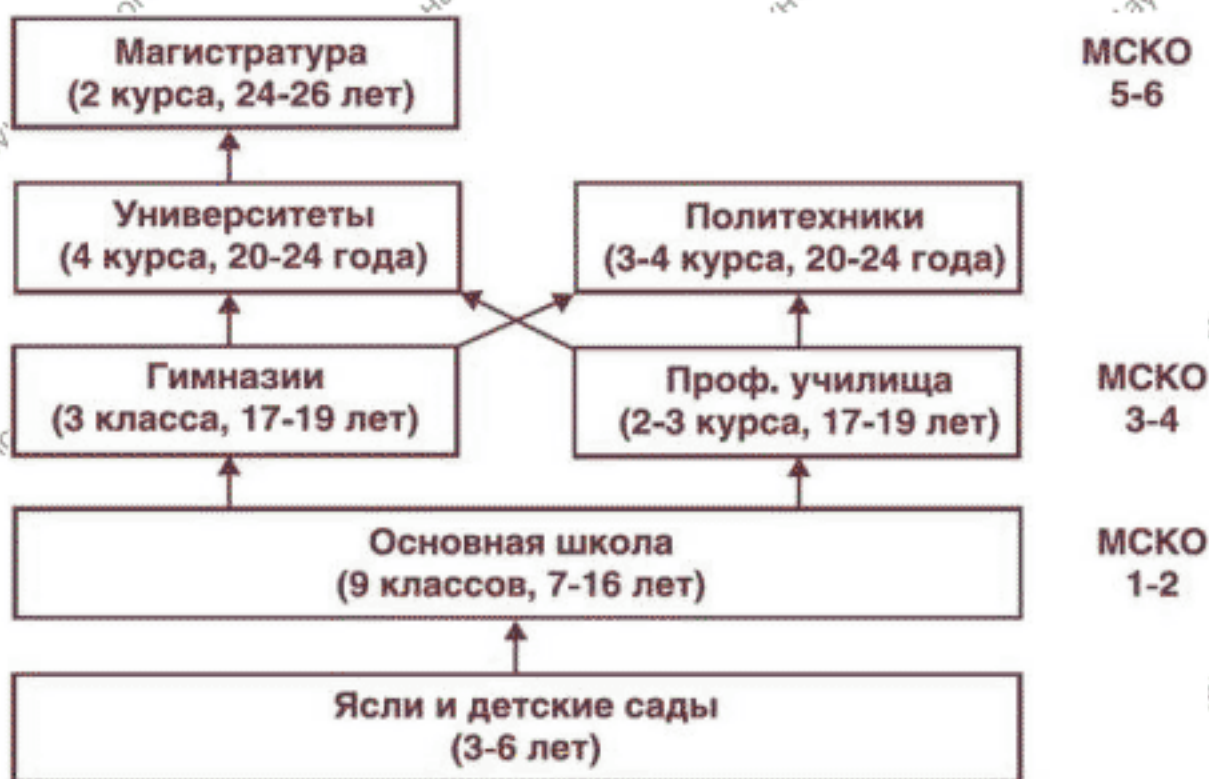 Магистратура
(2 курса, 24-26 лет)
МСКО
5-6
Университеты
(4 курса, 20-24 года)
Политехники
(3-4 курса, 20-24 года)
Гимназии
(3 класса, 17-19 лет)
Проф. училища
(2-3 курса, 17-19 лет)
МСКО
3-4
Основная школа
(9 классов, 7-16 лет)
МСКО
1-2
Ясли и детские сады
(3-6 лет)